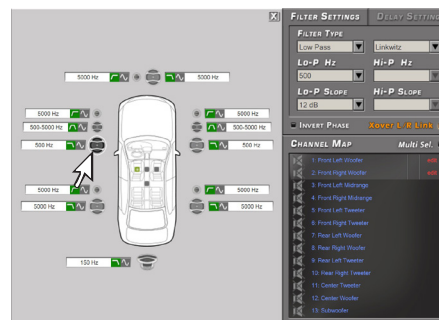 X
FILTER SETTINGS DELAY SETTING
FILTER TYPE
Low Pass Linkwitz
LO-P HZ HI-P HZ
500
LO-P SLOPE HI-P SLOPE
12 dB
INVERT PHASE Xover L R Link
CHANNEL MAP Multi Sel.
1: Front Left Woofer edit
2: Front Right Woofer edit
3: Front Left Midrange
4: Front Right Midrange
5: Front Left Tweeter
6: Front Right Tweeter
7: Rear Left Woofer
8: Rear Right Woofer
9: Rear Left Tweeter
10: Rear Right Tweeter
11: Center Tweeter
12: Center Woofer
13: Subwoofer
5000 Hz 5000 Hz
5000 Hz 5000 Hz
500-5000 Hz 500-5000 Hz
500 Hz 500 Hz
5000 Hz 5000 Hz
5000 Hz 5000 Hz
150 Hz